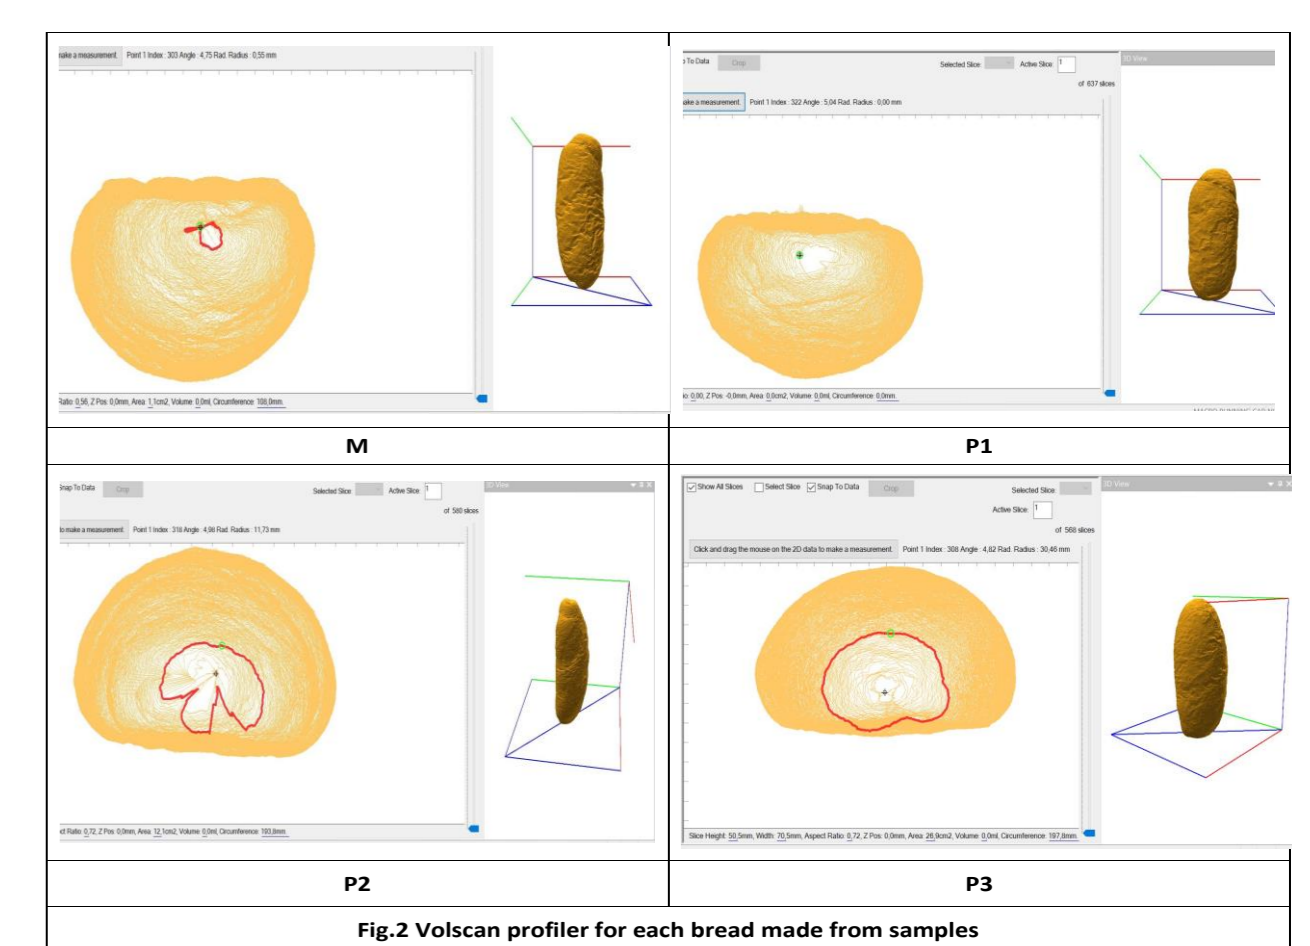 make a measurement. Point 1 Index : 303 Angle : 4,75 Rad. Radius : 0,55 mm
Ratio: 0,56, Z Pos: 0,0mm, Area: 1,1cm2, Volume: 0,0ml, Circumference: 108,0mm.
To Data Crop Selected Slice: Active Slice: 1
of 637 slices
make a measurement. Point 1 Index : 322 Angle : 5,04 Rad. Radius : 0,00 mm
3D View
io: 0,00, Z Pos: -0,0mm, Area: 0,0cm2, Volume: 0,0ml, Circumference: 0,0mm.
M
P1
Snap To Data Crop Selected Slice: Active Slice: 1
of 580 slices
to make a measurement. Point 1 Index : 318 Angle : 4,98 Rad. Radius : 11,73 mm
3D View
ect Ratio: 0,72, Z Pos: 0,0mm, Area: 12,1cm2, Volume: 0,0ml, Circumference: 193,8mm.
Show All Slices Select Slice Snap To Data Crop Selected Slice:
Active Slice: 1
of 568 slices
Click and drag the mouse on the 2D data to make a measurement. Point 1 Index : 308 Angle : 4,82 Rad. Radius : 30,46 mm
3D View
Slice Height: 50,5mm, Width: 70,5mm, Aspect Ratio: 0,72, Z Pos: 0,0mm, Area: 26,9cm2, Volume: 0,0ml, Circumference: 197,8mm.
P2
P3
Fig.2 Volscan profiler for each bread made from samples